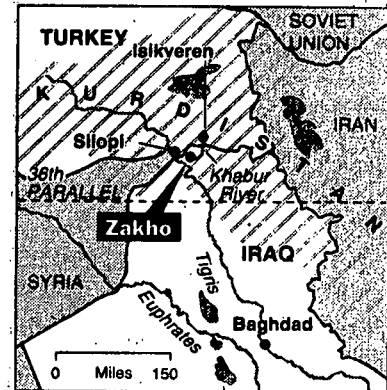 SOVIET
UNION
TURKEY
Isikveren
KURDISTAN
IRAN
Silopi
Khabur
River
36th
PARALLEL
Zakho
IRAQ
SYRIA
Tigris
Euphrates
Baghdad
0 Miles 150